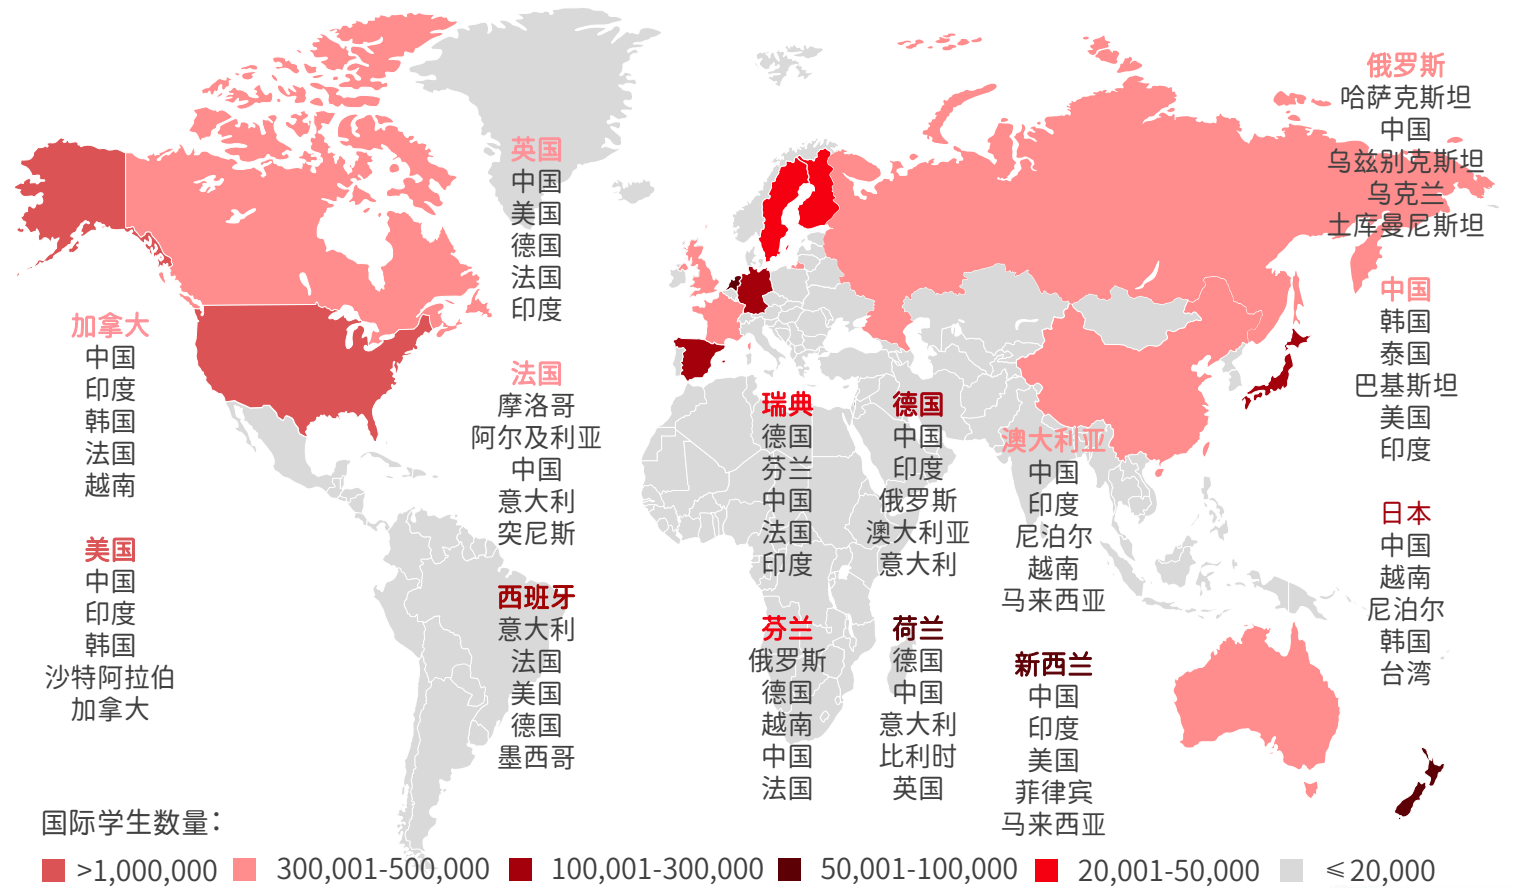 加拿大
中国
印度
韩国
法国
越南
美国
中国
印度
韩国
沙特阿拉伯
加拿大
英国
中国
美国
德国
法国
印度
法国
摩洛哥
阿尔及利亚
中国
意大利
突尼斯
西班牙
意大利
法国
美国
德国
墨西哥
瑞典
德国
芬兰
中国
法国
印度
芬兰
俄罗斯
德国
越南
中国
法国
德国
中国
印度
俄罗斯
澳大利亚
意大利
荷兰
德国
中国
意大利
比利时
英国
澳大利亚
中国
印度
尼泊尔
越南
马来西亚
新西兰
中国
印度
美国
菲律宾
马来西亚
俄罗斯
哈萨克斯坦
中国
乌兹别克斯坦
乌克兰
土库曼尼斯坦
中国
韩国
泰国
巴基斯坦
美国
印度
日本
中国
越南
尼泊尔
韩国
台湾
国际学生数量：
>1,000,000 300,001-500,000 100,001-300,000 50,001-100,000 20,001-50,000 ≤20,000